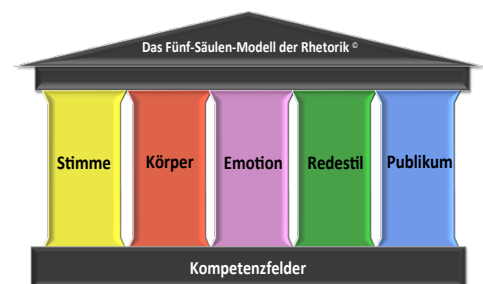 Das Fünf-Säulen-Modell der Rhetorik ©
Stimme
Körper
Emotion
Redestil
Publikum
Kompetenzfelder